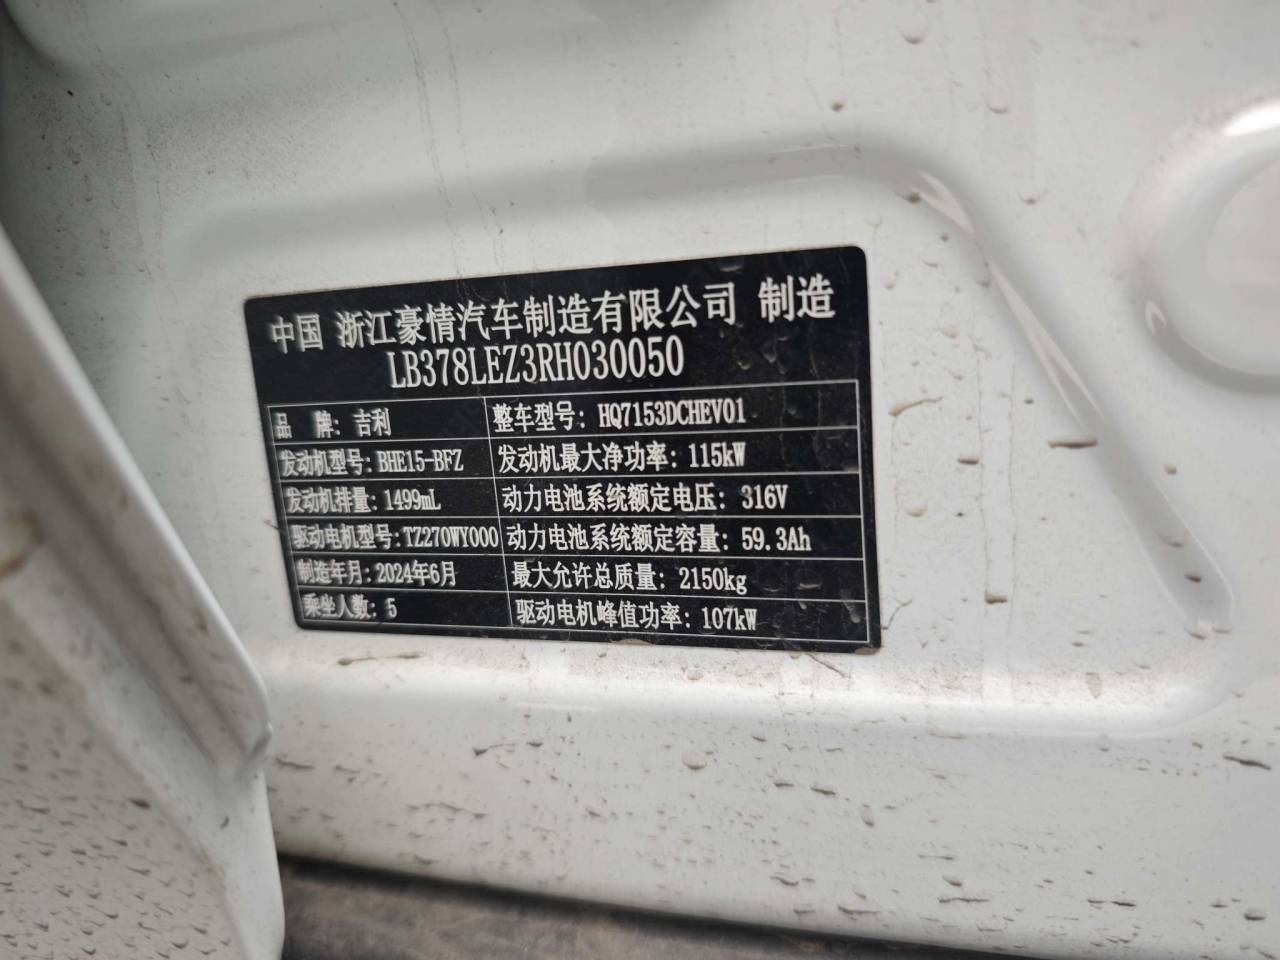 中国 浙江豪情汽车制造有限公司 制造
LB378LEZ3RH030050
品 牌: 吉利 整车型号: HQ7153DCHEV01
发动机型号: BHE15-BFZ 发动机最大净功率: 115kW
发动机排量: 1499mL 动力电池系统额定电压: 316V
驱动电机型号: TZ270WY000 动力电池系统额定容量: 59.3Ah
制造年月: 2024年6月 最大允许总质量: 2150kg
乘坐人数: 5 驱动电机峰值功率: 107kW